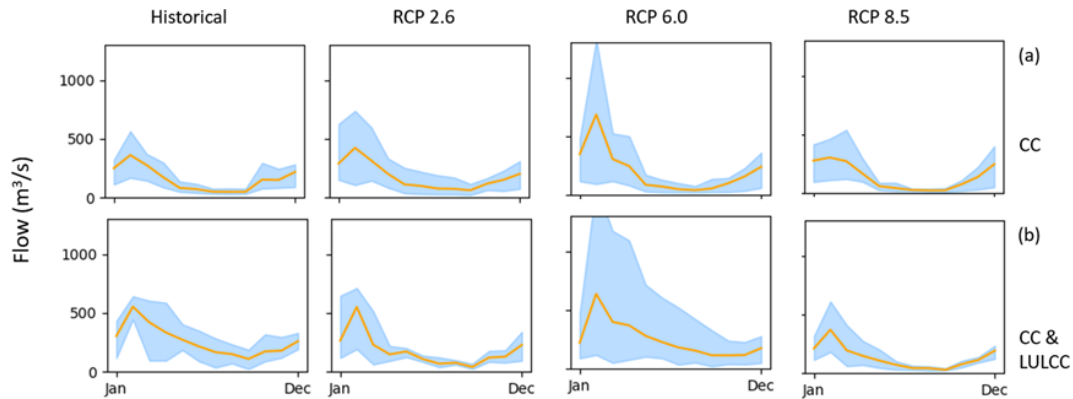 Historical RCP 2.6 RCP 6.0 RCP 8.5
(a)
1000
500
0
CC
Flow (m³/s)
(b)
1000
500
0
CC &
LULCC
Jan Dec Jan Dec Jan Dec Jan Dec